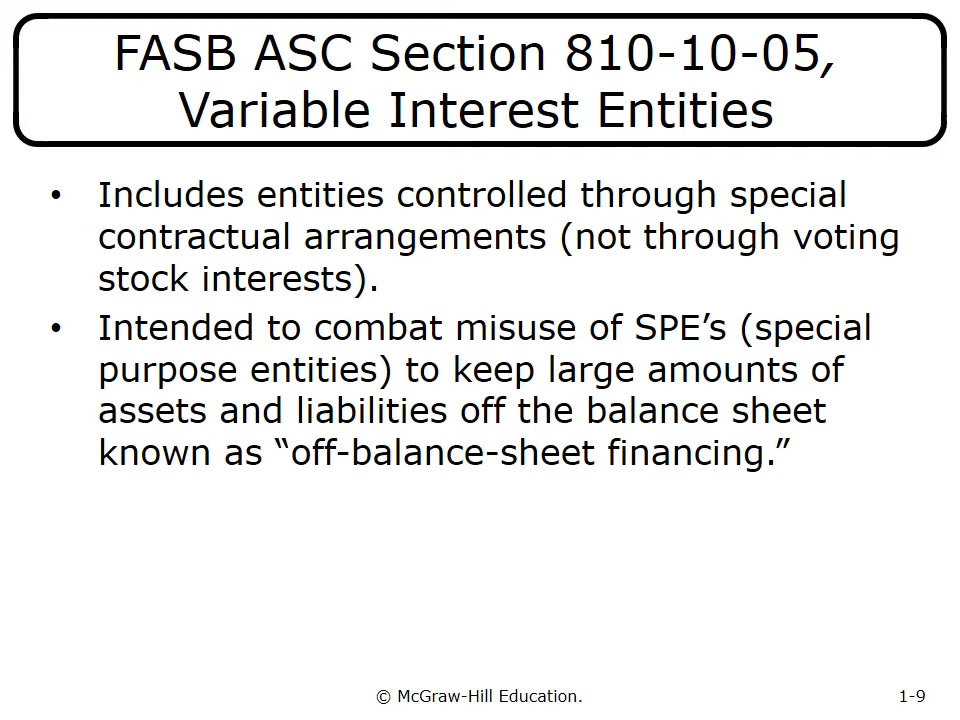 FASB ASC Section 810-10-05,
Variable Interest Entities
• Includes entities controlled through special
contractual arrangements (not through voting
stock interests).
• Intended to combat misuse of SPE’s (special
purpose entities) to keep large amounts of
assets and liabilities off the balance sheet
known as “off-balance-sheet financing.”
© McGraw-Hill Education.
1-9